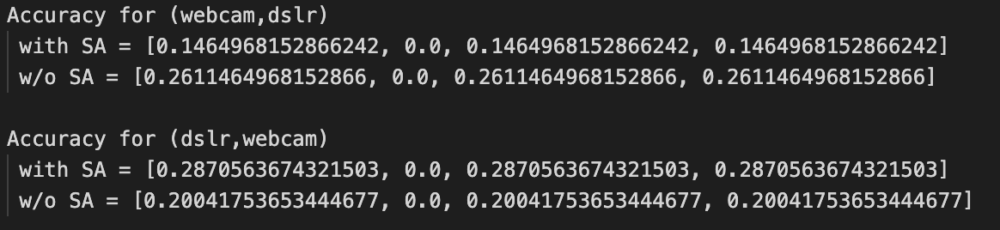 Accuracy for (webcam,dslr)
with SA = [0.1464968152866242, 0.0, 0.1464968152866242, 0.1464968152866242]
w/o SA = [0.2611464968152866, 0.0, 0.2611464968152866, 0.2611464968152866]
Accuracy for (dslr,webcam)
with SA = [0.2870563674321503, 0.0, 0.2870563674321503, 0.2870563674321503]
w/o SA = [0.20041753653444677, 0.0, 0.20041753653444677, 0.20041753653444677]